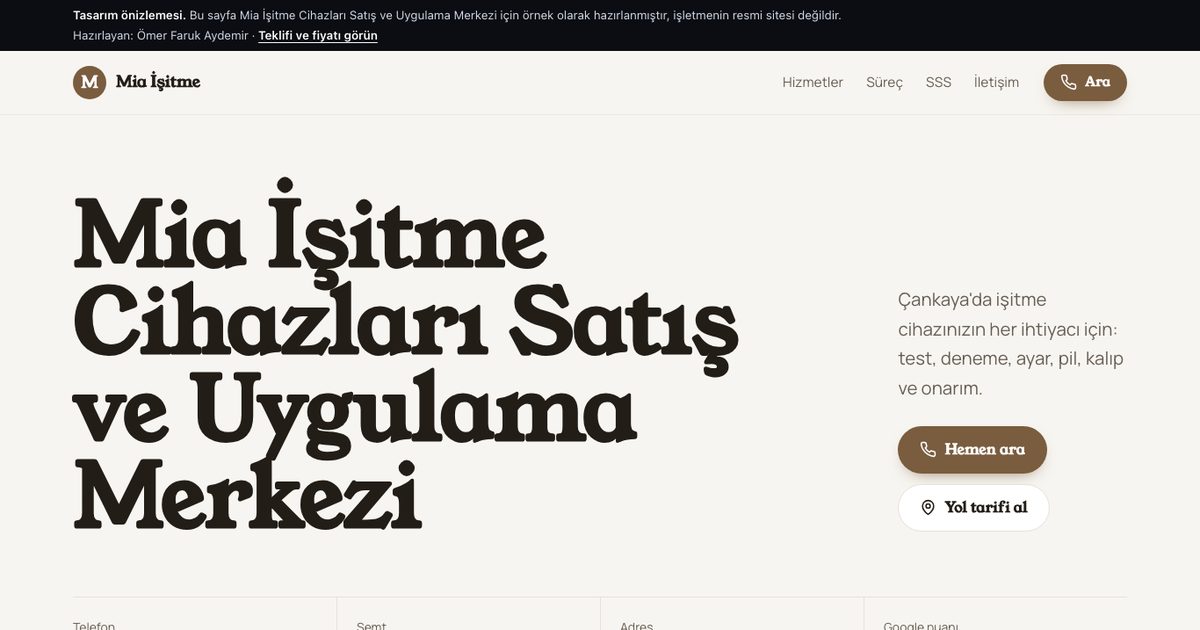 Tasarım önizlemesi. Bu sayfa Mia İşitme Cihazları Satış ve Uygulama Merkezi için örnek olarak hazırlanmıştır, işletmenin resmi sitesi değildir.
Hazırlayan: Ömer Faruk Aydemir · Teklifi ve fiyatı görün
M Mia İşitme
Hizmetler Süreç SSS İletişim Ara
Mia İşitme
Cihazları Satış
ve Uygulama
Merkezi
Çankaya'da işitme
cihazınızın her ihtiyacı için:
test, deneme, ayar, pil, kalıp
ve onarım.
Hemen ara
Yol tarifi al
Telefon Semt Adres Google puanı